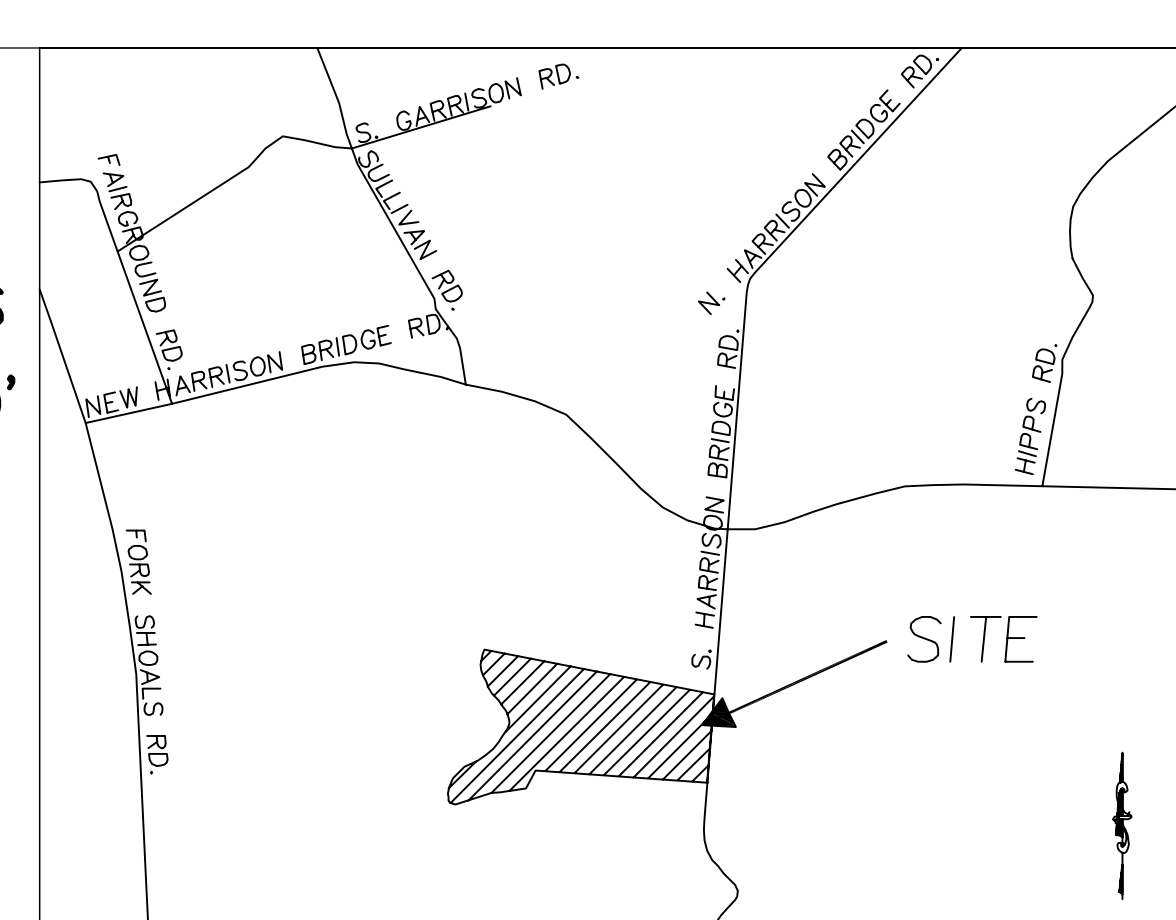 S. GARRISON RD.
N. HARRISON BRIDGE RD.
FAIRGROUND RD.
SULLIVAN RD.
NEW HARRISON BRIDGE RD.
S. HARRISON BRIDGE RD.
HIPPS RD.
FORK SHOALS RD.
SITE